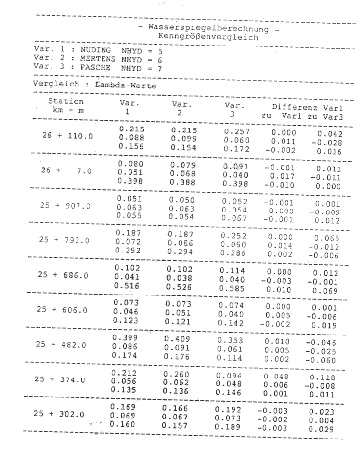 - Wasserspiegelberechnung -
Kenngrößenvergleich
Var. 1 : NUDING NHYD = 5
Var. 2 : MERTENS NHYD = 6
Var. 3 : PASCHE NHYD = 7
Vergleich : Lambda-Werte
Station Var. Var. Var. Differenz Var1
km + m 1 2 3 zu Var1 zu Var3
0.215 0.215 0.257 0.000 0.042
26 + 110.0 0.088 0.099 0.060 0.011 -0.028
0.156 0.154 0.172 -0.002 0.016
0.080 0.079 0.091 -0.001 0.011
26 + 7.0 0.051 0.068 0.040 0.017 -0.011
0.398 0.388 0.398 -0.010 0.000
0.051 0.050 0.052 -0.001 0.001
25 + 907.0 0.063 0.063 0.054 0.000 -0.009
0.055 0.054 0.067 -0.001 0.012
0.187 0.187 0.252 0.000 0.065
25 + 793.0 0.072 0.086 0.060 0.014 -0.012
0.292 0.294 0.286 0.002 -0.006
0.102 0.102 0.114 0.000 0.012
25 + 686.0 0.041 0.038 0.040 -0.003 -0.001
0.516 0.526 0.585 0.010 0.069
0.073 0.073 0.074 0.000 0.001
25 + 606.0 0.046 0.051 0.040 0.005 -0.006
0.123 0.121 0.142 -0.002 0.019
0.399 0.409 0.353 0.010 -0.046
25 + 482.0 0.086 0.091 0.061 0.005 -0.025
0.174 0.176 0.114 0.002 -0.060
0.212 0.260 0.094 0.048 0.118
25 + 374.0 0.056 0.062 0.048 0.006 -0.008
0.135 0.136 0.146 0.001 0.011
0.169 0.166 0.192 -0.003 0.023
25 + 302.0 0.069 0.067 0.073 -0.002 0.004
0.160 0.157 0.189 -0.003 0.029